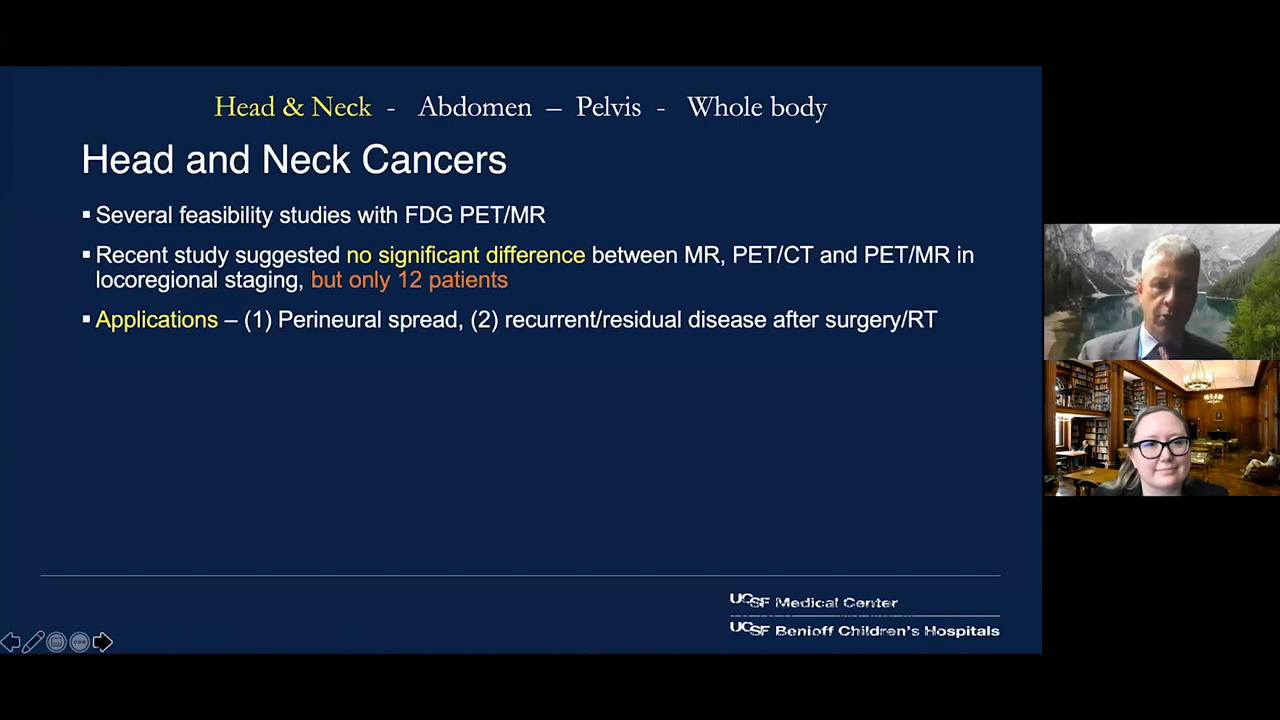 Head & Neck - Abdomen – Pelvis - Whole body
Head and Neck Cancers
▪ Several feasibility studies with FDG PET/MR
▪ Recent study suggested no significant difference between MR, PET/CT and PET/MR in
locoregional staging, but only 12 patients
▪ Applications – (1) Perineural spread, (2) recurrent/residual disease after surgery/RT
UCSF Medical Center
UCSF Benioff Children's Hospitals